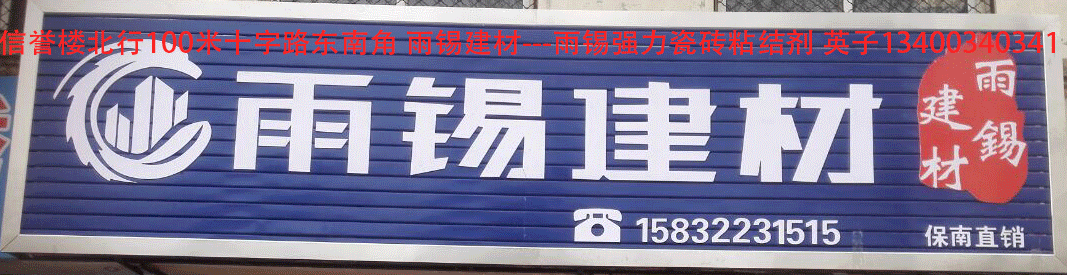 信誉楼北行100米十字路东南角 雨锡建材---雨锡强力瓷砖粘结剂 英子13400340341
雨锡建材
雨錫
建材
15832231515
保南直销